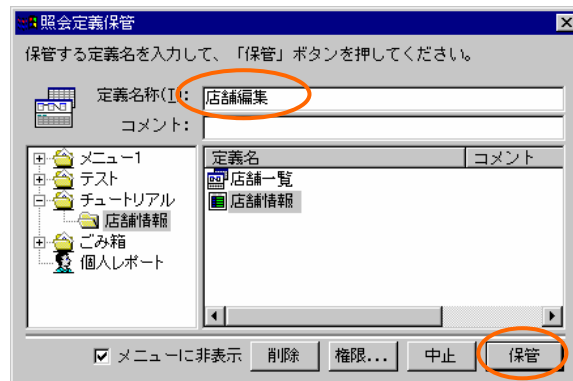 照会定義保管
保管する定義名を入力して、「保管」ボタンを押してください。
定義名称(I): 店舗編集
コメント:
メニュー1
テスト
チュートリアル
店舗情報
ごみ箱
個人レポート
定義名 コメント
店舗一覧
店舗情報
メニューに非表示 削除 権限... 中止 保管